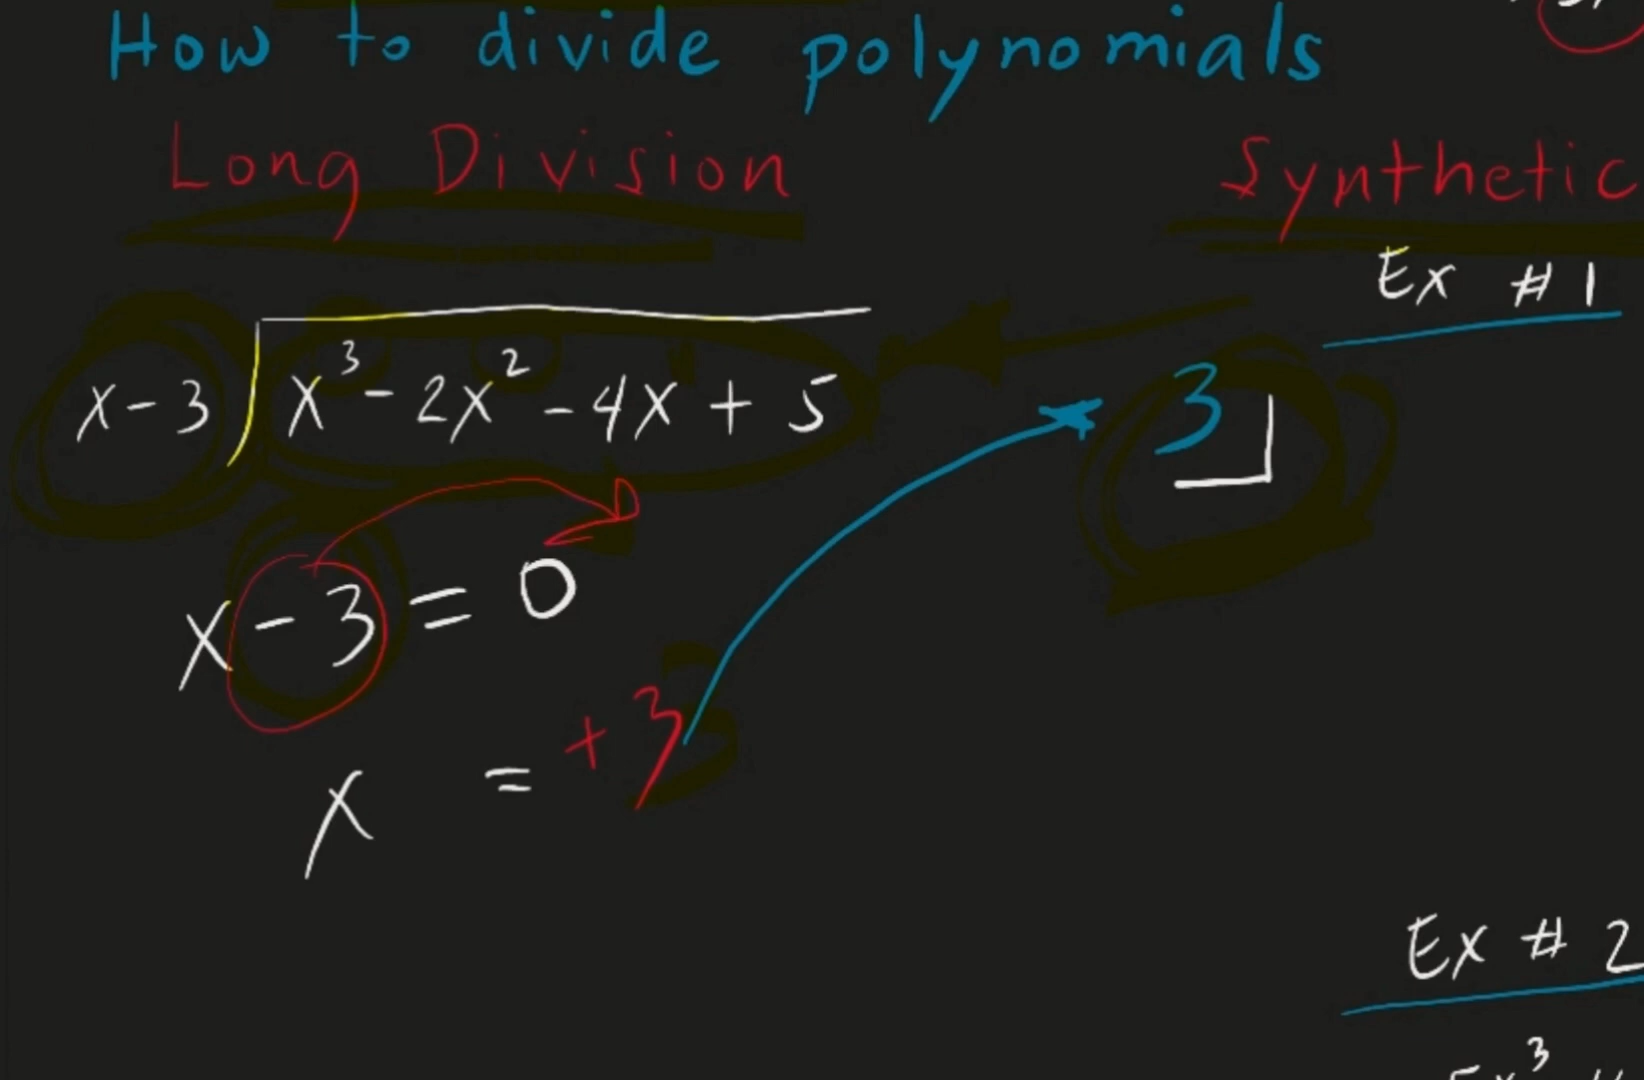 How to divide polynomials
Long Division
x - 3 | x³ - 2x² - 4x + 5
x - 3 = 0
x = +3
Synthetic
Ex #1
3
Ex #2